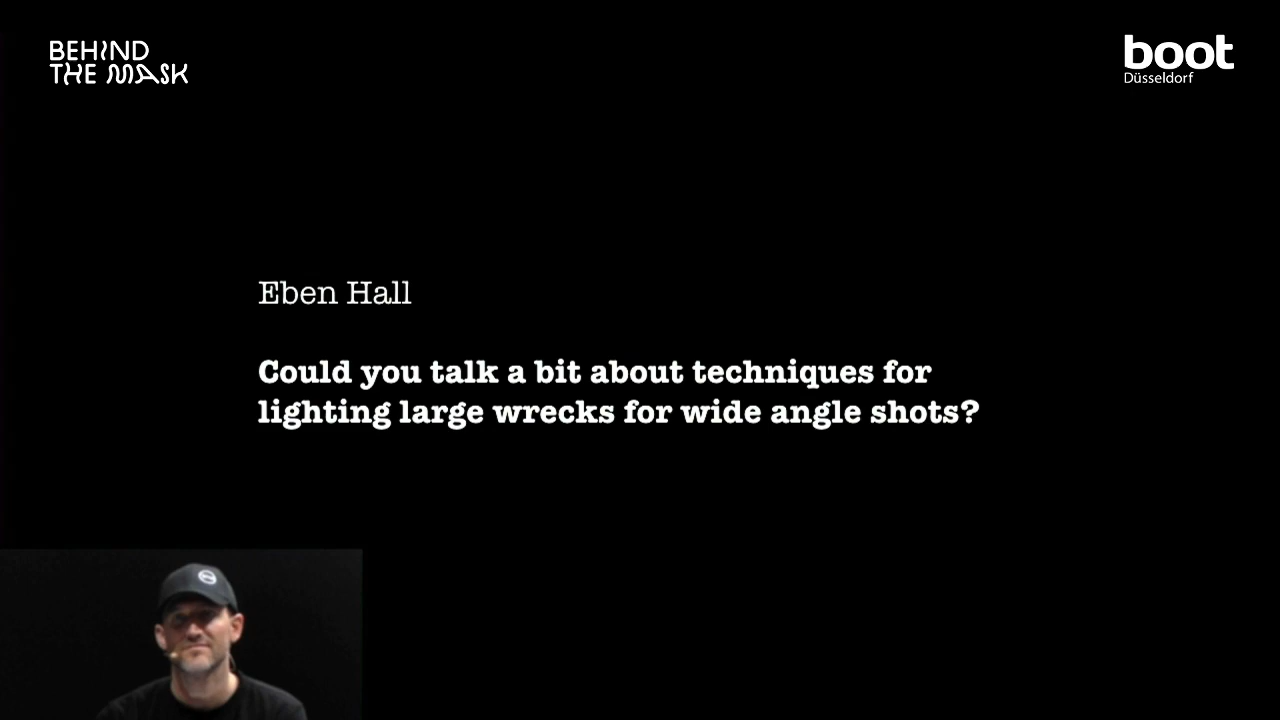 BEHIND
THE MASK
boot
Düsseldorf
Eben Hall
Could you talk a bit about techniques for
lighting large wrecks for wide angle shots?